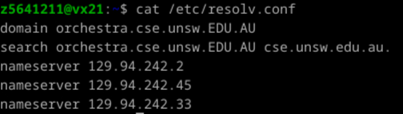 z5641211@vx21:~$ cat /etc/resolv.conf
domain orchestra.cse.unsw.EDU.AU
search orchestra.cse.unsw.EDU.AU cse.unsw.edu.au.
nameserver 129.94.242.2
nameserver 129.94.242.45
nameserver 129.94.242.33